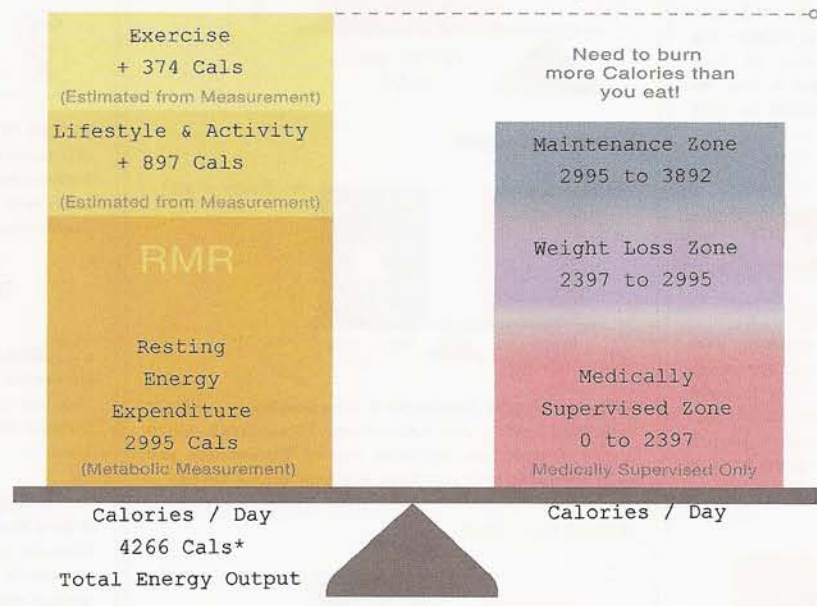 Exercise
+ 374 Cals
(Estimated from Measurement)
Lifestyle & Activity
+ 897 Cals
(Estimated from Measurement)
RMR
Resting
Energy
Expenditure
2995 Cals
(Metabolic Measurement)
Calories / Day
4266 Cals*
Total Energy Output
Need to burn
more Calories than
you eat!
Maintenance Zone
2995 to 3892
Weight Loss Zone
2397 to 2995
Medically
Supervised Zone
0 to 2397
Medically Supervised Only
Calories / Day